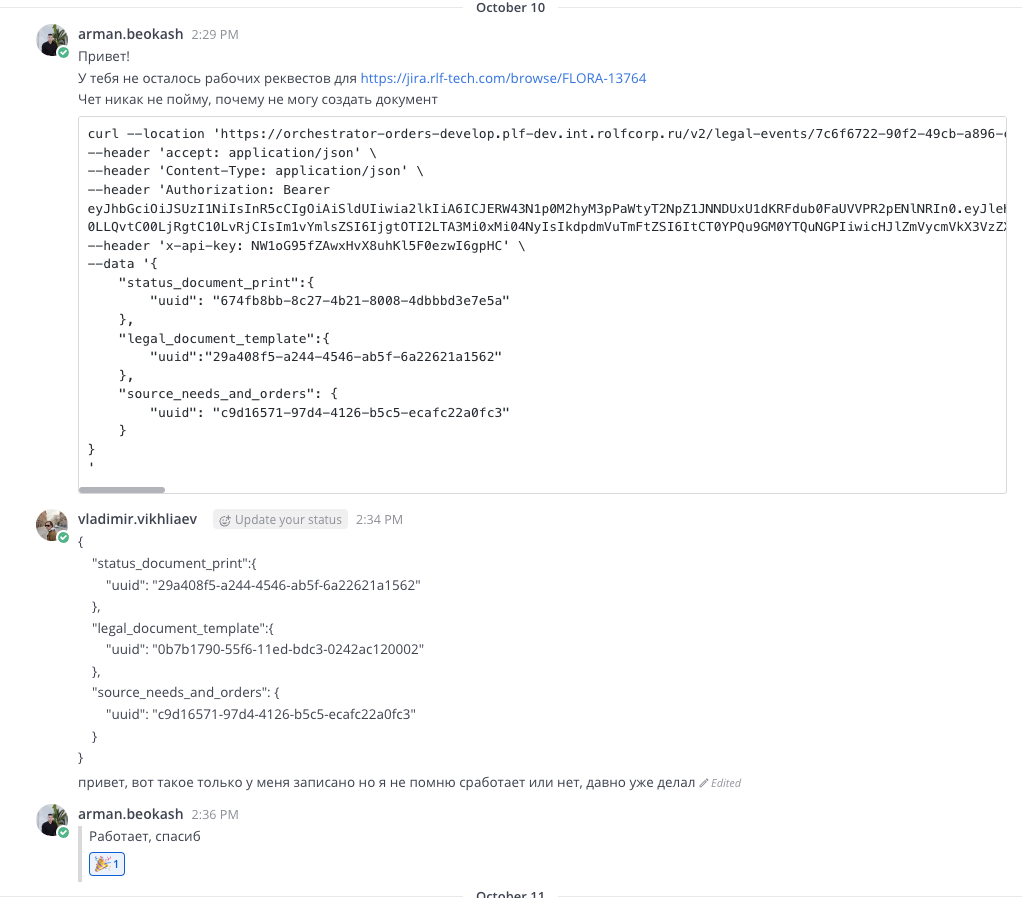 October 10
arman.beokash 2:29 PM
Привет!
У тебя не осталось рабочих реквестов для https://jira.rlf-tech.com/browse/FLORA-13764
Чет никак не пойму, почему не могу создать документ
curl --location 'https://orchestrator-orders-develop.plf-dev.int.rolfcorp.ru/v2/legal-events/7c6f6722-90f2-49cb-a896-
--header 'accept: application/json' \
--header 'Content-Type: application/json' \
--header 'Authorization: Bearer
--header 'x-api-key: NW1oG95fZAwxHvX8uhKl5F0ezwI6gpHC' \
--data '{
"status_document_print":{
"uuid": "674fb8bb-8c27-4b21-8008-4dbbbd3e7e5a"
},
"legal_document_template":{
"uuid":"29a408f5-a244-4546-ab5f-6a22621a1562"
},
"source_needs_and_orders": {
"uuid": "c9d16571-97d4-4126-b5c5-ecafc22a0fc3"
}
}
'
vladimir.vikhliaev Update your status 2:34 PM
{
"status_document_print":{
"uuid": "29a408f5-a244-4546-ab5f-6a22621a1562"
},
"legal_document_template":{
"uuid": "0b7b1790-55f6-11ed-bdc3-0242ac120002"
},
"source_needs_and_orders": {
"uuid": "c9d16571-97d4-4126-b5c5-ecafc22a0fc3"
}
}
привет, вот такое только у меня записано но я не помню сработает или нет, давно уже делал Edited
arman.beokash 2:36 PM
Работает, спасиб
1
October 11